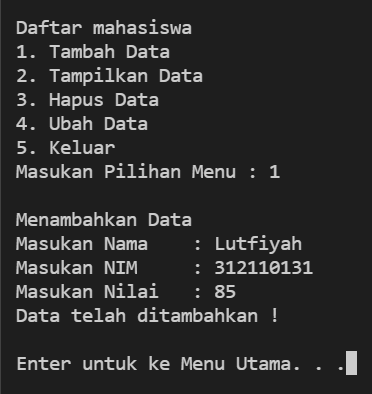 Daftar mahasiswa
1. Tambah Data
2. Tampilkan Data
3. Hapus Data
4. Ubah Data
5. Keluar
Masukan Pilihan Menu : 1
Menambahkan Data
Masukan Nama    : Lutfiyah
Masukan NIM     : 312110131
Masukan Nilai   : 85
Data telah ditambahkan !
Enter untuk ke Menu Utama. . .